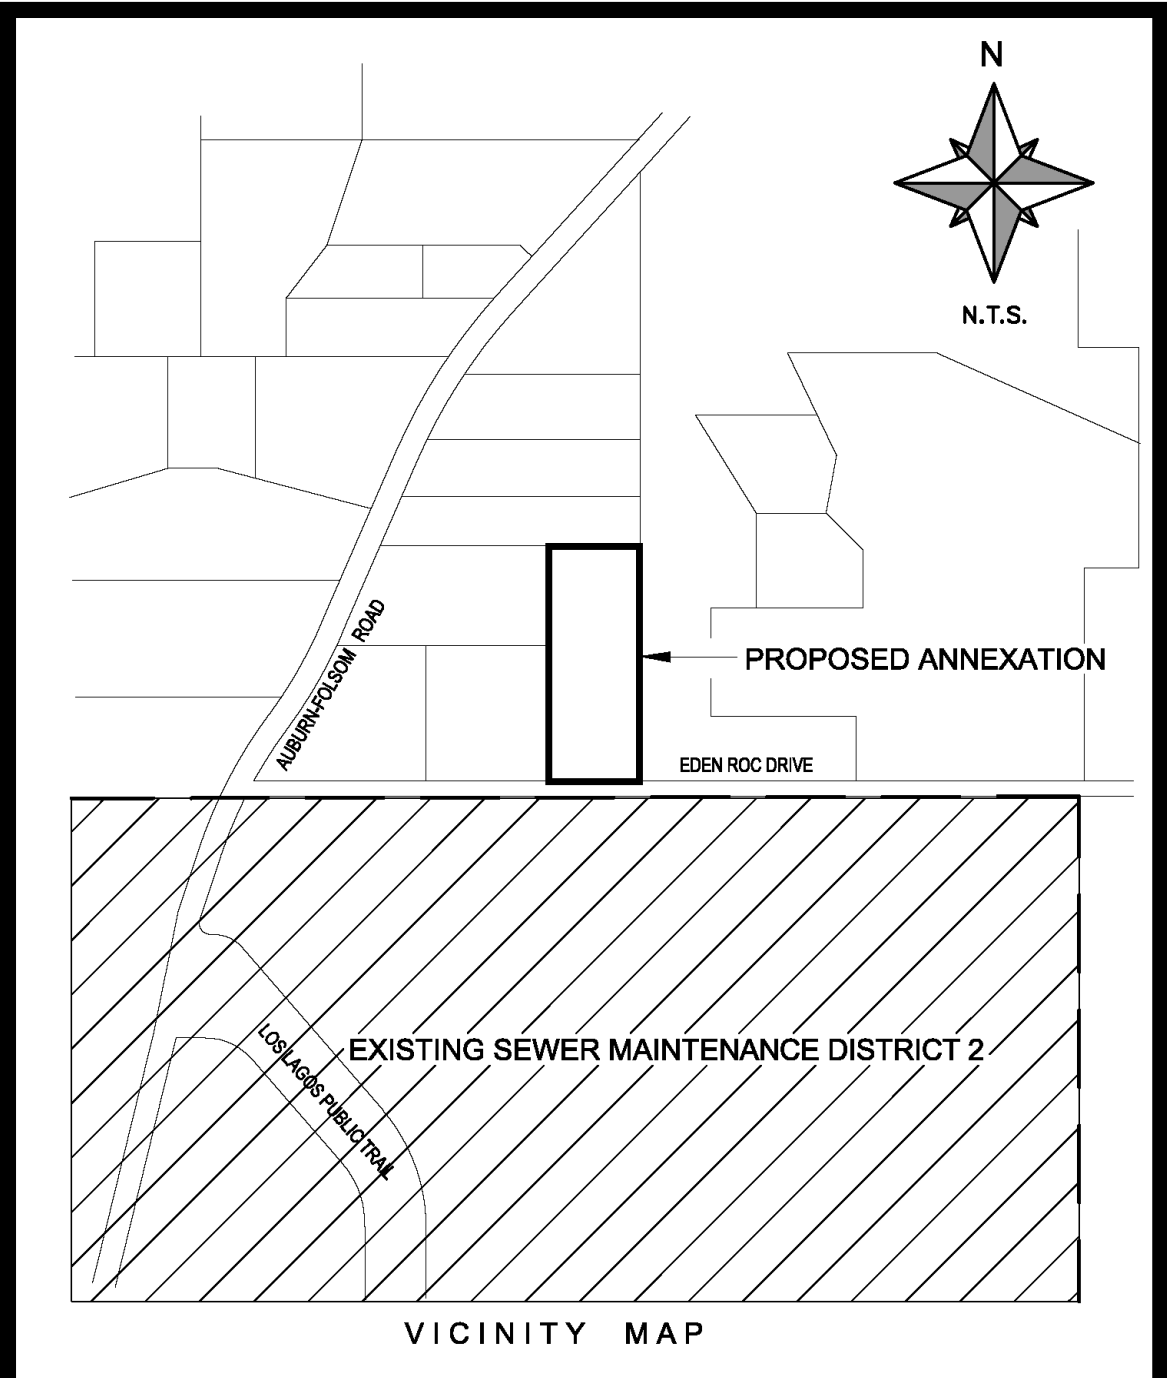 N
N.T.S.
AUBURN-FOLSOM ROAD
PROPOSED ANNEXATION
EDEN ROC DRIVE
EXISTING SEWER MAINTENANCE DISTRICT 2
LOS LAGOS PUBLIC TRAIL
VICINITY MAP